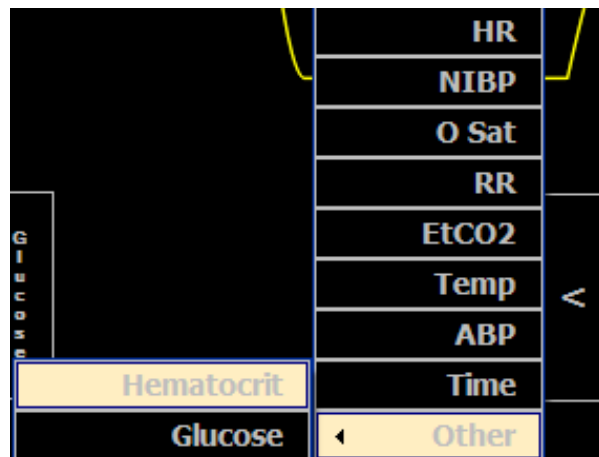 HR
NIBP
O Sat
RR
EtCO2
Temp
ABP
Time
Other
Hematocrit
Glucose
Glucose
<